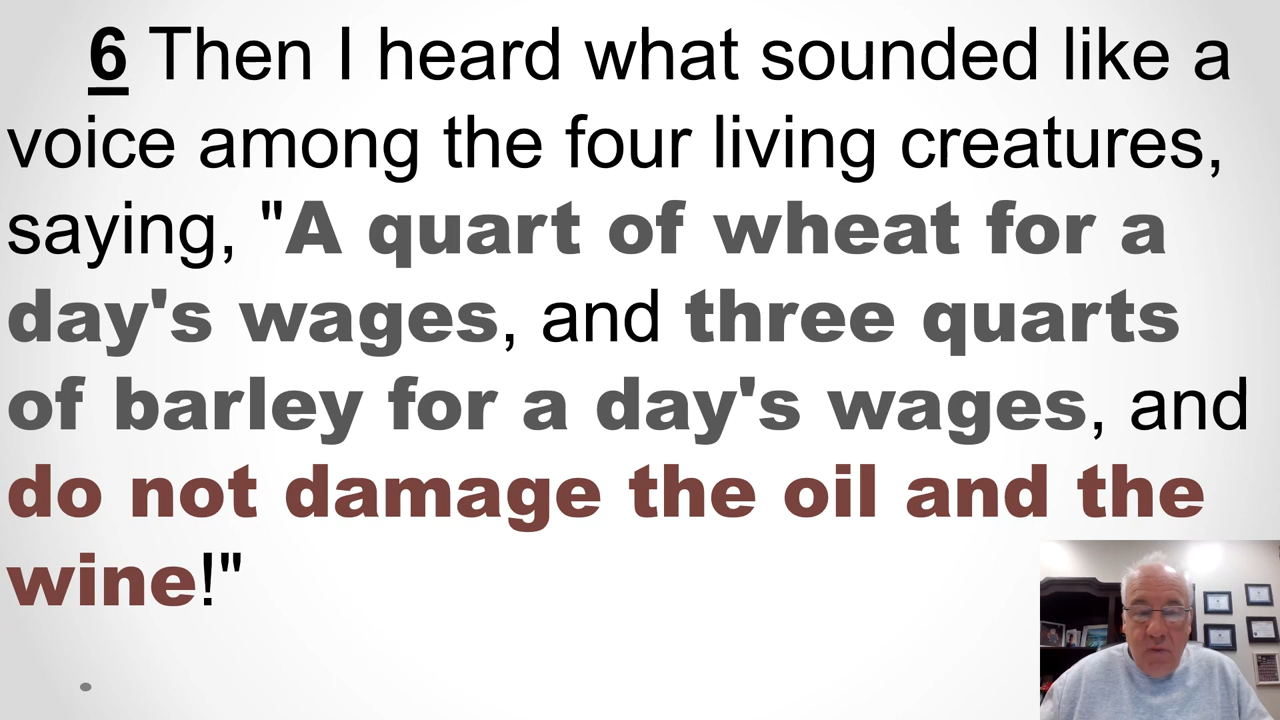 6 Then I heard what sounded like a
voice among the four living creatures,
saying, "A quart of wheat for a
day's wages, and three quarts
of barley for a day's wages, and
do not damage the oil and the
wine!"